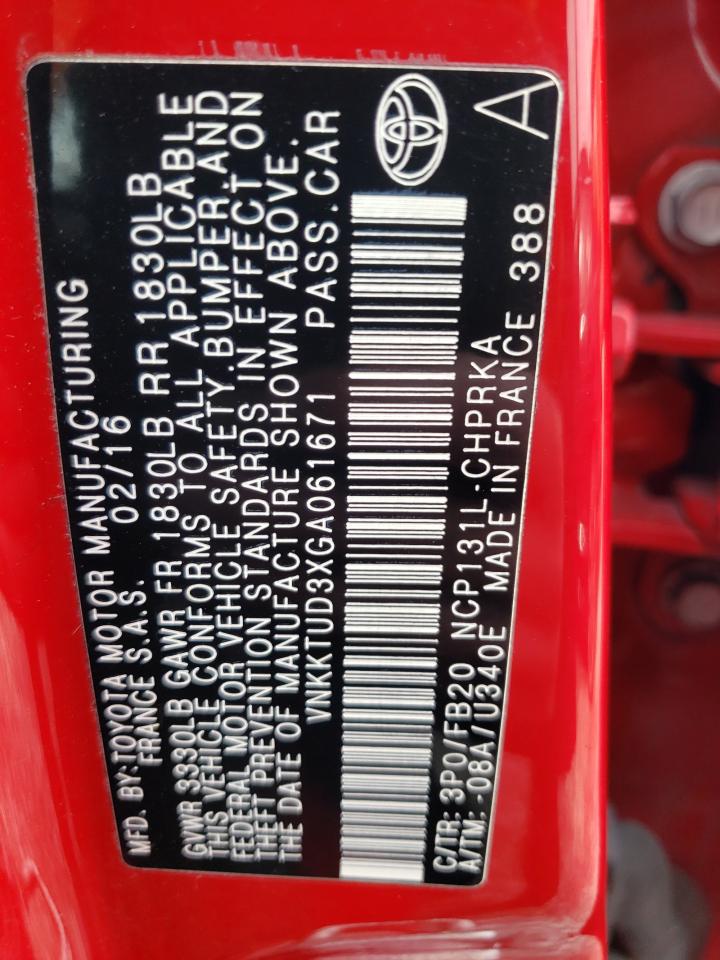 MFD. BY:TOYOTA MOTOR MANUFACTURING
FRANCE S.A.S. 02/16
GVWR 3330LB GAWR FR 1830LB RR 1830LB
THIS VEHICLE CONFORMS TO ALL APPLICABLE
FEDERAL MOTOR VEHICLE SAFETY,BUMPER,AND
THEFT PREVENTION STANDARDS IN EFFECT ON
THE DATE OF MANUFACTURE SHOWN ABOVE.
VNKKTUD3XGA061671 PASS.CAR
C/TR: 3P0/FB20 NCP131L-CHPRKA
A/TM: -08A/U340E MADE IN FRANCE 388
A